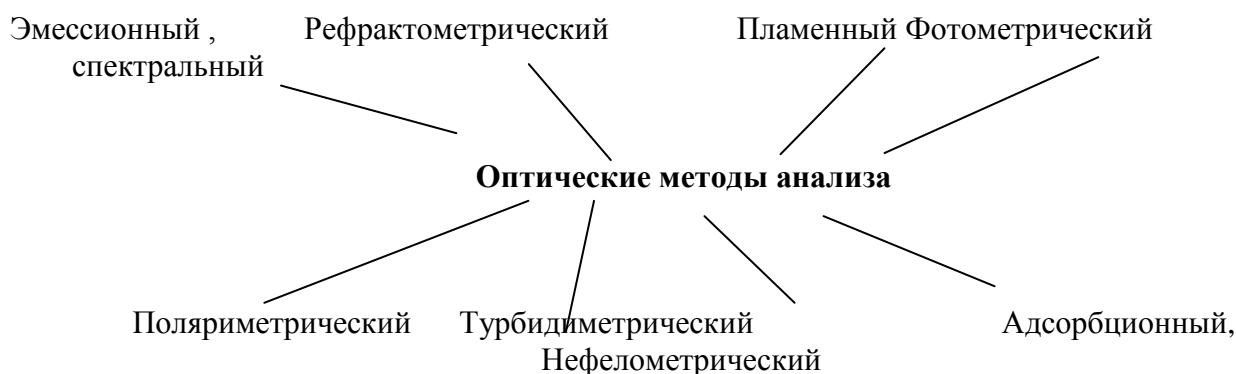 Эмессионный , Рефрактометрический Пламенный Фотометрический
спектральный
Оптические методы анализа
Поляриметрический Турбидиметрический Адсорбционный,
Нефелометрический